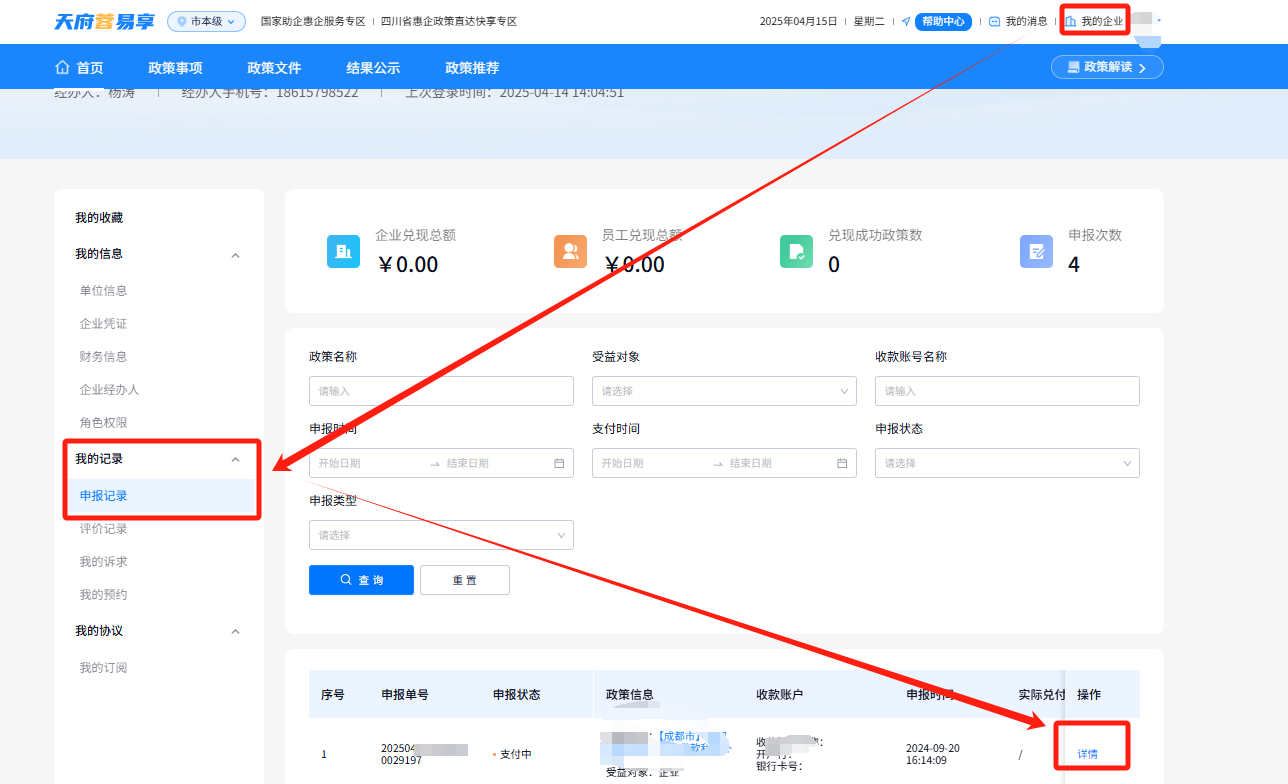 天府蓉易享 市本级 国家助企惠企服务专区 四川省惠企政策直达快享专区 2025年04月15日 星期二 帮助中心 我的消息 我的企业
首页 政策事项 政策文件 结果公示 政策推荐 政策解读
经办人：杨涛 经办人手机号：18615798522 上次登录时间：2025-04-14 14:04:51
我的收藏
我的信息
单位信息
企业凭证
财务信息
企业经办人
角色权限
我的记录
申报记录
评价记录
我的诉求
我的预约
我的协议
我的订阅
企业兑现总额 员工兑现总额 兑现成功政策数 申报次数
￥0.00 ￥0.00 0 4
政策名称 受益对象 收款账号名称
请输入 请选择 请输入
申报时间 支付时间 申报状态
开始日期 结束日期 开始日期 结束日期 请选择
申报类型
请选择
查 询 重 置
序号 申报单号 申报状态 政策信息 收款账户 申报时间 实际兑付 操作
1 20250 0029197 支付中 【成都市】 受益对象：企业 银行卡号： 2024-09-20 16:14:09 / 详情